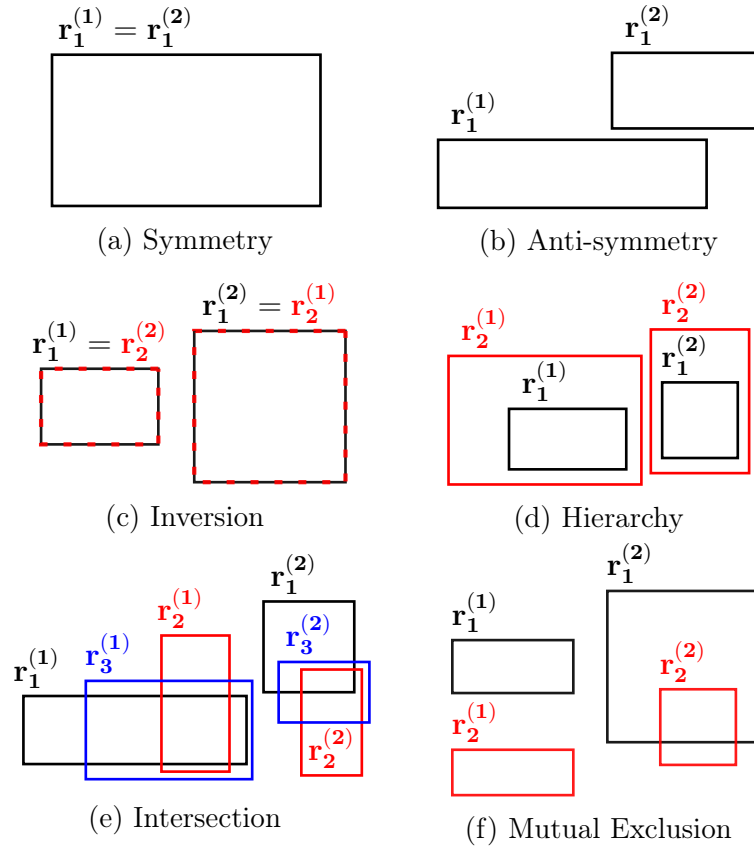 r₁⁽¹⁾ = r₁⁽²⁾
(a) Symmetry
r₁⁽²⁾
r₁⁽¹⁾
(b) Anti-symmetry
r₁⁽²⁾ = r₂⁽¹⁾
r₁⁽¹⁾ = r₂⁽²⁾
(c) Inversion
r₂⁽²⁾
r₂⁽¹⁾
r₁⁽²⁾
r₁⁽¹⁾
(d) Hierarchy
r₁⁽²⁾
r₂⁽¹⁾
r₃⁽²⁾
r₁⁽¹⁾ r₃⁽¹⁾
r₂⁽²⁾
(e) Intersection
r₁⁽²⁾
r₁⁽¹⁾
r₂⁽²⁾
r₂⁽¹⁾
(f) Mutual Exclusion